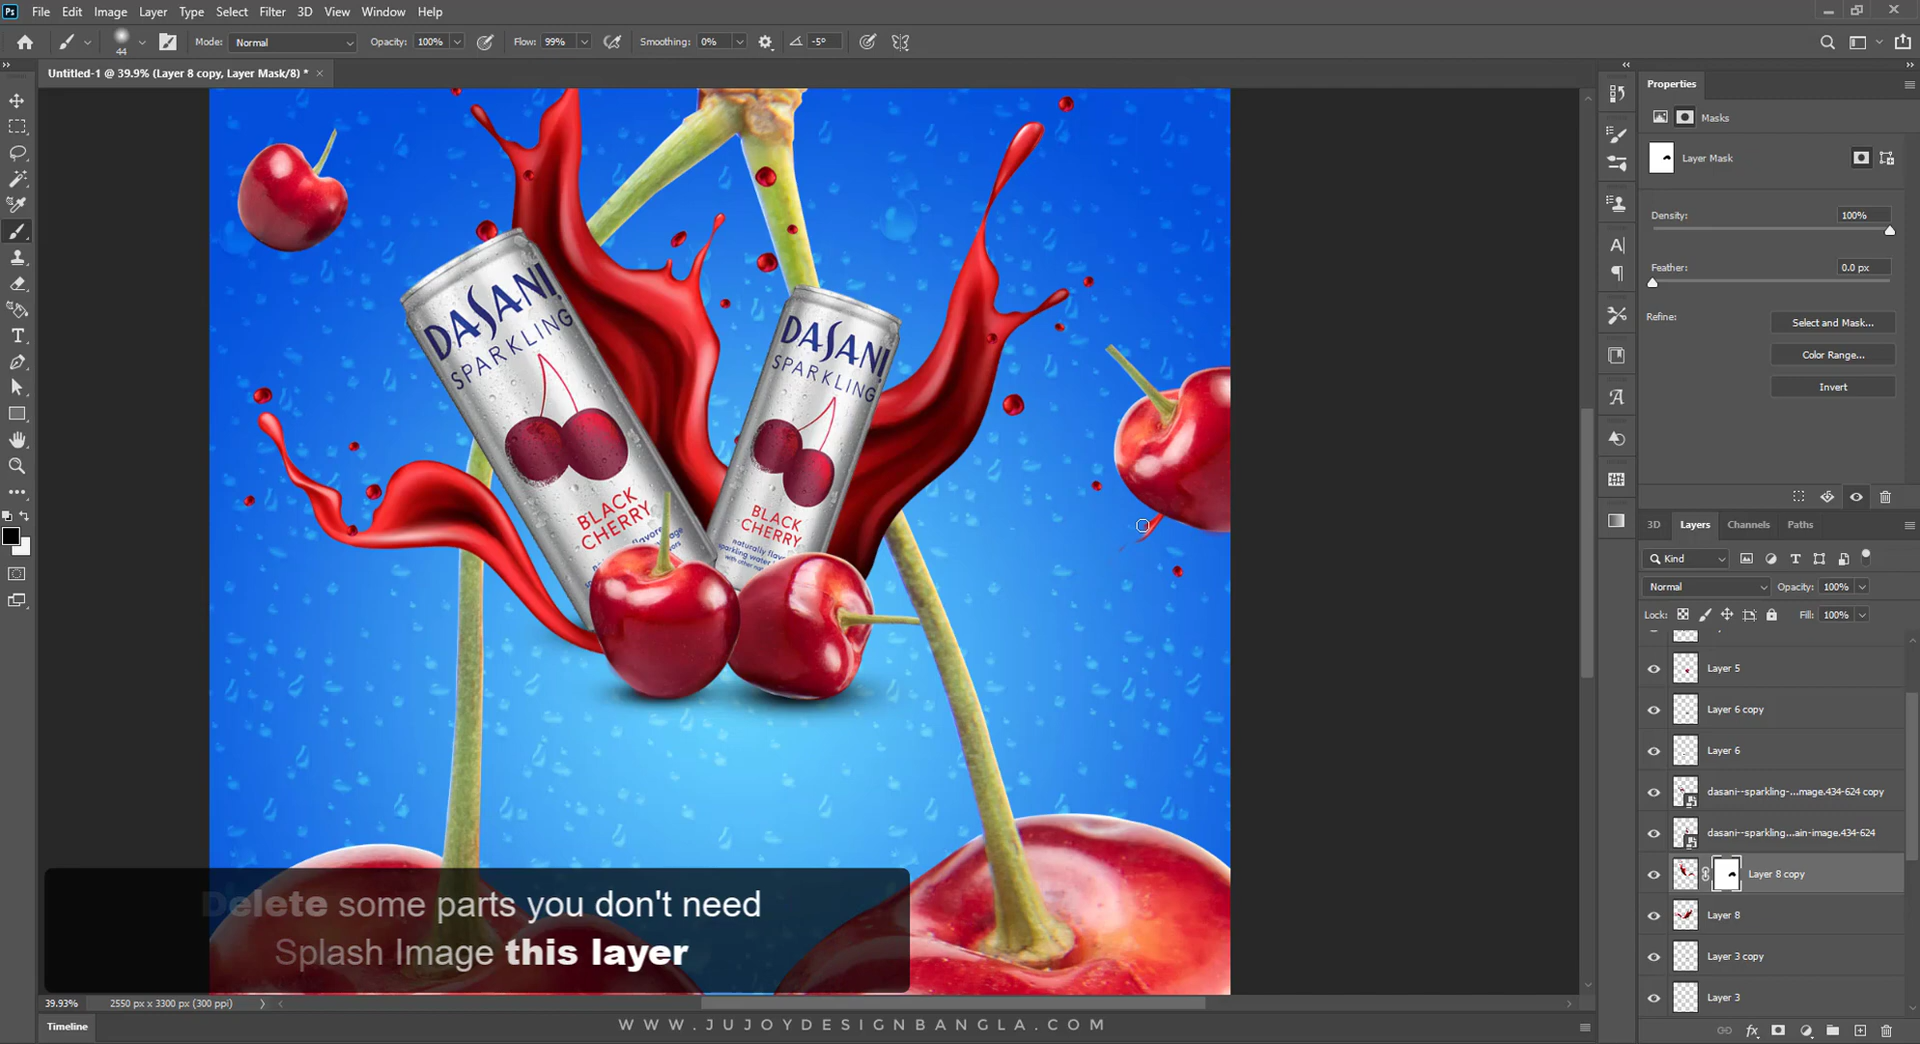 Ps File Edit Image Layer Type Select Filter 3D View Window Help
44 Mode: Normal Opacity: 100% Flow: 99% Smoothing: 0% -5°
Untitled-1 @ 39.9% (Layer 8 copy, Layer Mask/8) * ×
Properties
Masks
Layer Mask
Density: 100%
Feather: 0.0 px
Refine:
Select and Mask...
Color Range...
Invert
DASANI
SPARKLING
BLACK
CHERRY
DASANI
SPARKLING
BLACK
CHERRY
naturally flav
sparkling water
with other na
3D Layers Channels Paths
Kind
Normal Opacity: 100%
Lock: Fill: 100%
Layer 5
Layer 6 copy
Layer 6
dasani--sparkling-...mage.434-624 copy
dasani--sparkling...ain-image.434-624
Layer 8 copy
Layer 8
Layer 3 copy
Layer 3
Delete some parts you don't need
Splash Image this layer
39.93% 2550 px x 3300 px (300 ppi)
Timeline
WWW.JUJOYDESIGNBANGLA.COM